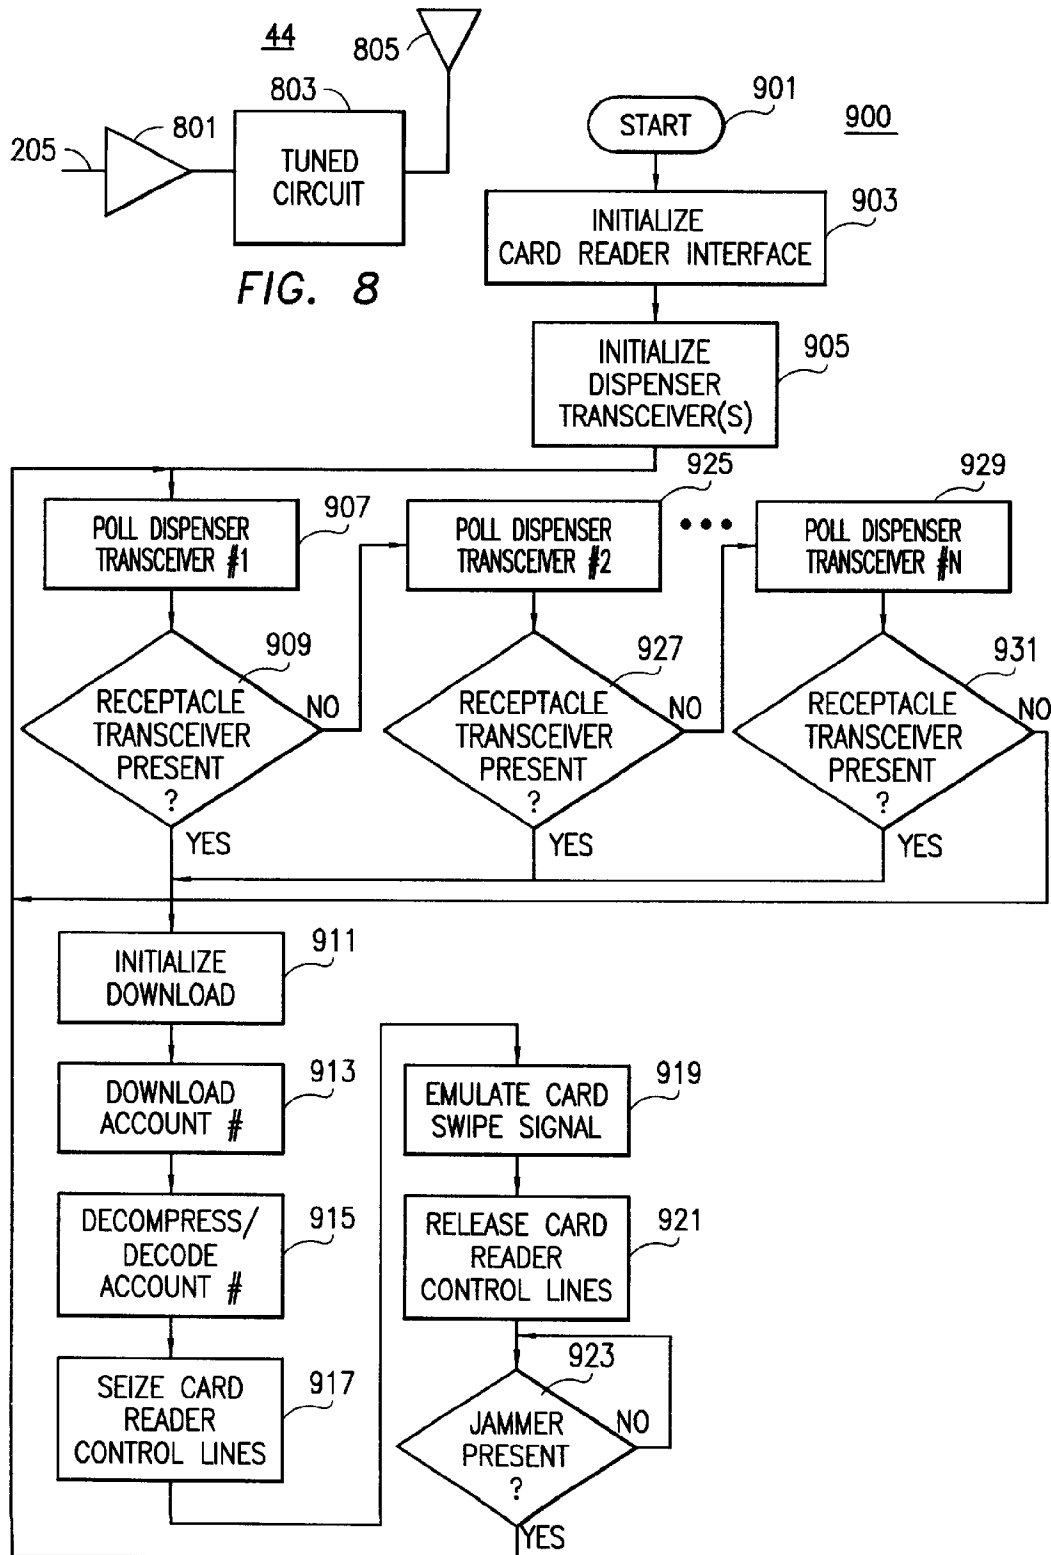 44
805
803
801
205
TUNED
CIRCUIT
FIG. 8
START
901
900
INITIALIZE
CARD READER INTERFACE
903
INITIALIZE
DISPENSER
TRANSCEIVER(S)
905
POLL DISPENSER
TRANSCEIVER #1
907
POLL DISPENSER
TRANSCEIVER #2
925
•••
POLL DISPENSER
TRANSCEIVER #N
929
RECEPTACLE
TRANSCEIVER
PRESENT
?
909
NO
YES
RECEPTACLE
TRANSCEIVER
PRESENT
?
927
NO
YES
RECEPTACLE
TRANSCEIVER
PRESENT
?
931
NO
YES
INITIALIZE
DOWNLOAD
911
DOWNLOAD
ACCOUNT #
913
DECOMPRESS/
DECODE
ACCOUNT #
915
SEIZE CARD
READER
CONTROL LINES
917
EMULATE CARD
SWIPE SIGNAL
919
RELEASE CARD
READER
CONTROL LINES
921
JAMMER
PRESENT
?
923
NO
YES